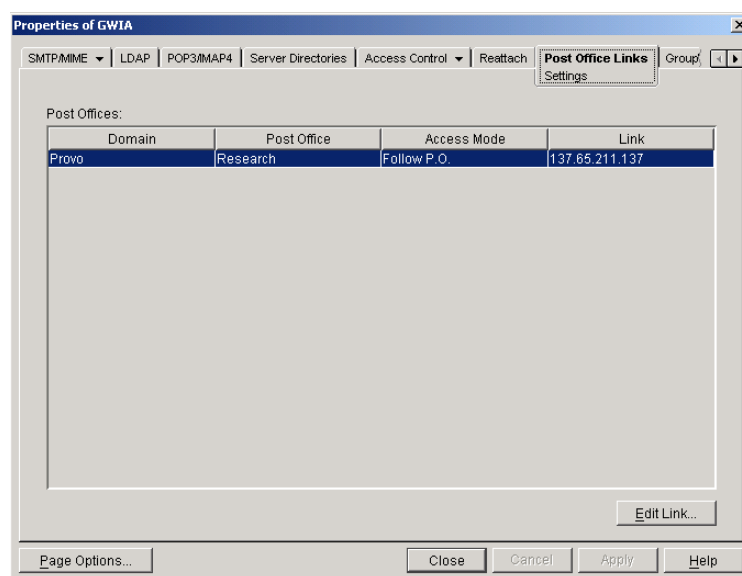 Properties of GWIA
SMTP/MIME LDAP POP3/IMAP4 Server Directories Access Control Reattach Post Office Links Group
Settings
Post Offices:
Domain Post Office Access Mode Link
Provo Research Follow P.O. 137.65.211.137
Edit Link...
Page Options... Close Cancel Apply Help